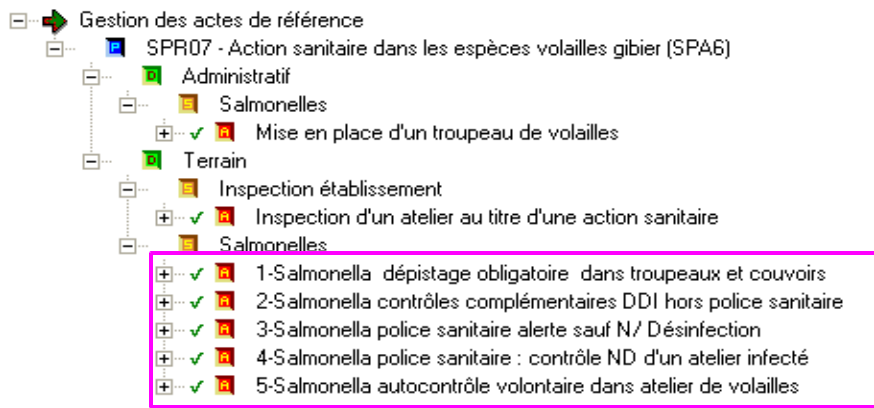 Gestion des actes de référence
P SPR07 - Action sanitaire dans les espèces volailles gibier (SPA6)
D Administratif
S Salmonelles
A Mise en place d'un troupeau de volailles
D Terrain
S Inspection établissement
A Inspection d'un atelier au titre d'une action sanitaire
S Salmonelles
A 1-Salmonella dépistage obligatoire dans troupeaux et couvoirs
A 2-Salmonella contrôles complémentaires DDI hors police sanitaire
A 3-Salmonella police sanitaire alerte sauf N/ Désinfection
A 4-Salmonella police sanitaire : contrôle ND d'un atelier infecté
A 5-Salmonella autocontrôle volontaire dans atelier de volailles